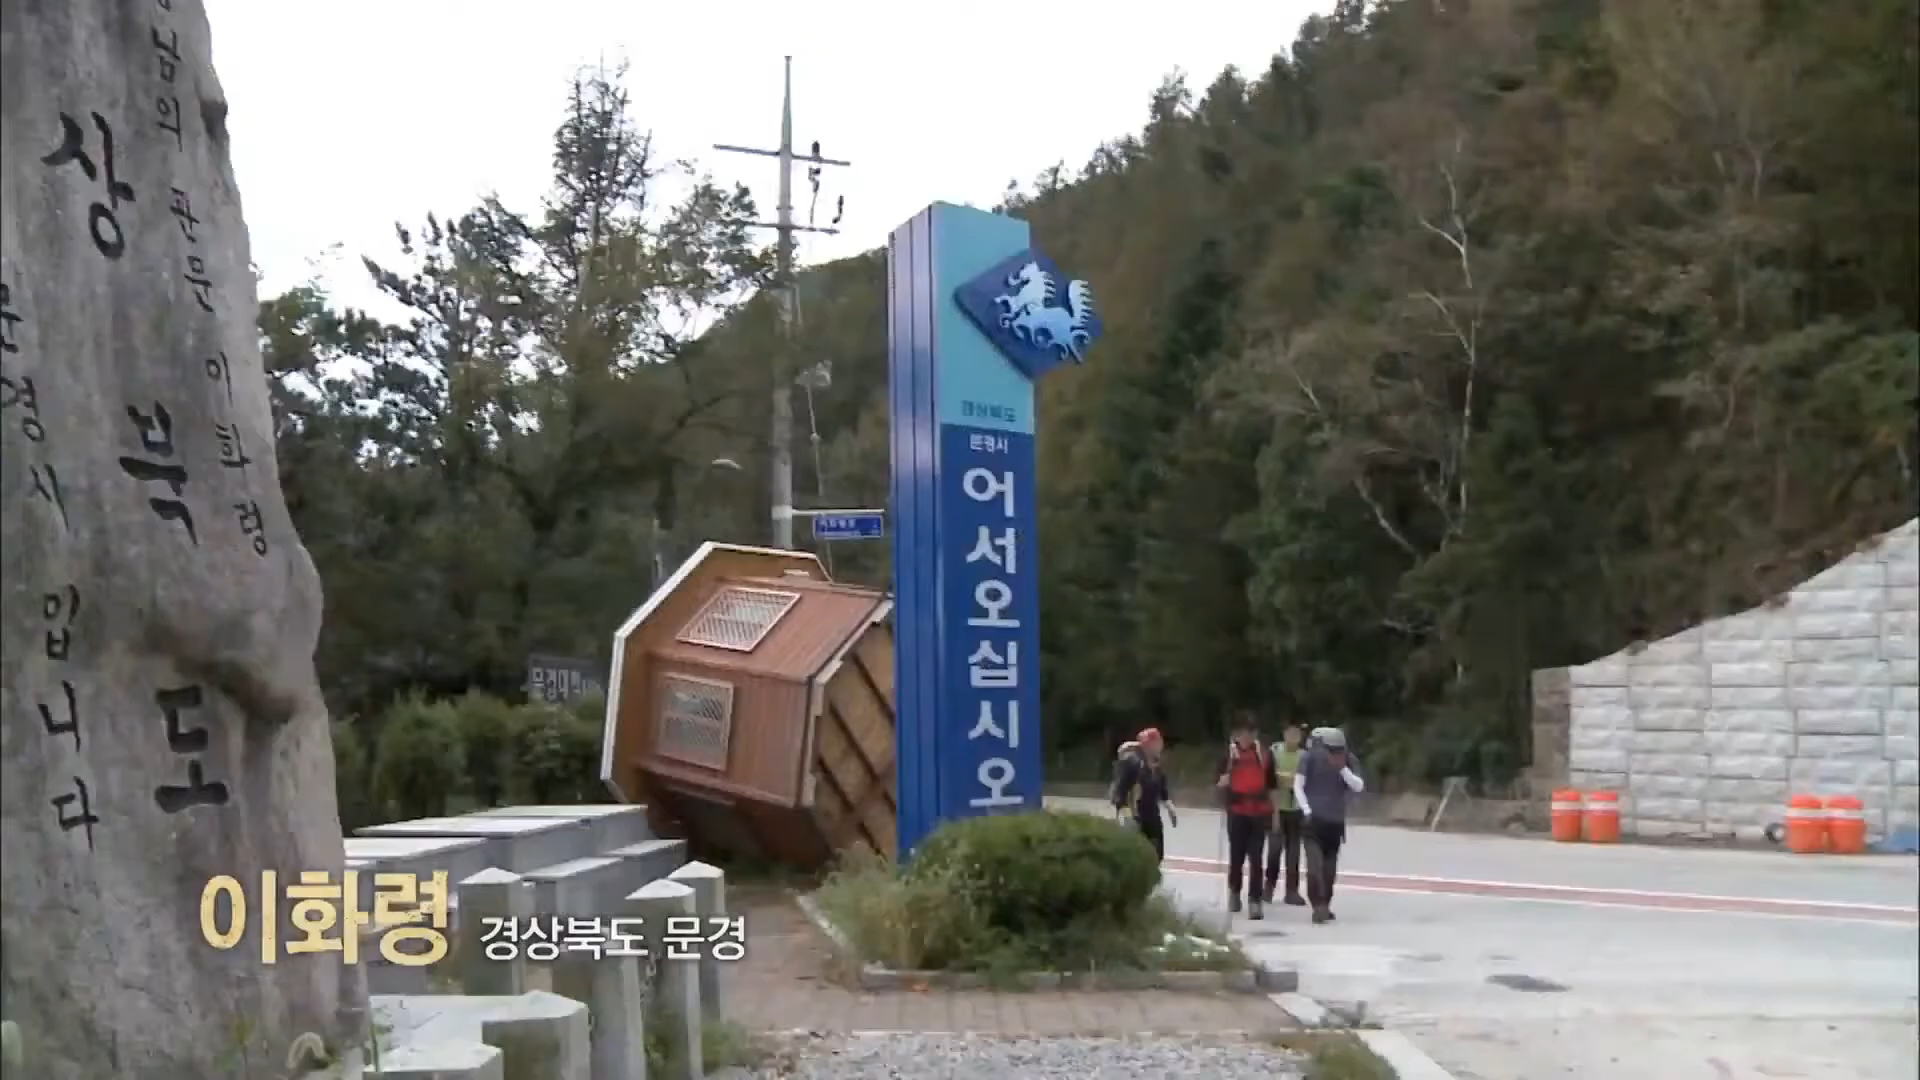 남의 관문 이화령
상북도
문경시 입니다
경상북도
문경시
어서오십시오
이화령
경상북도 문경